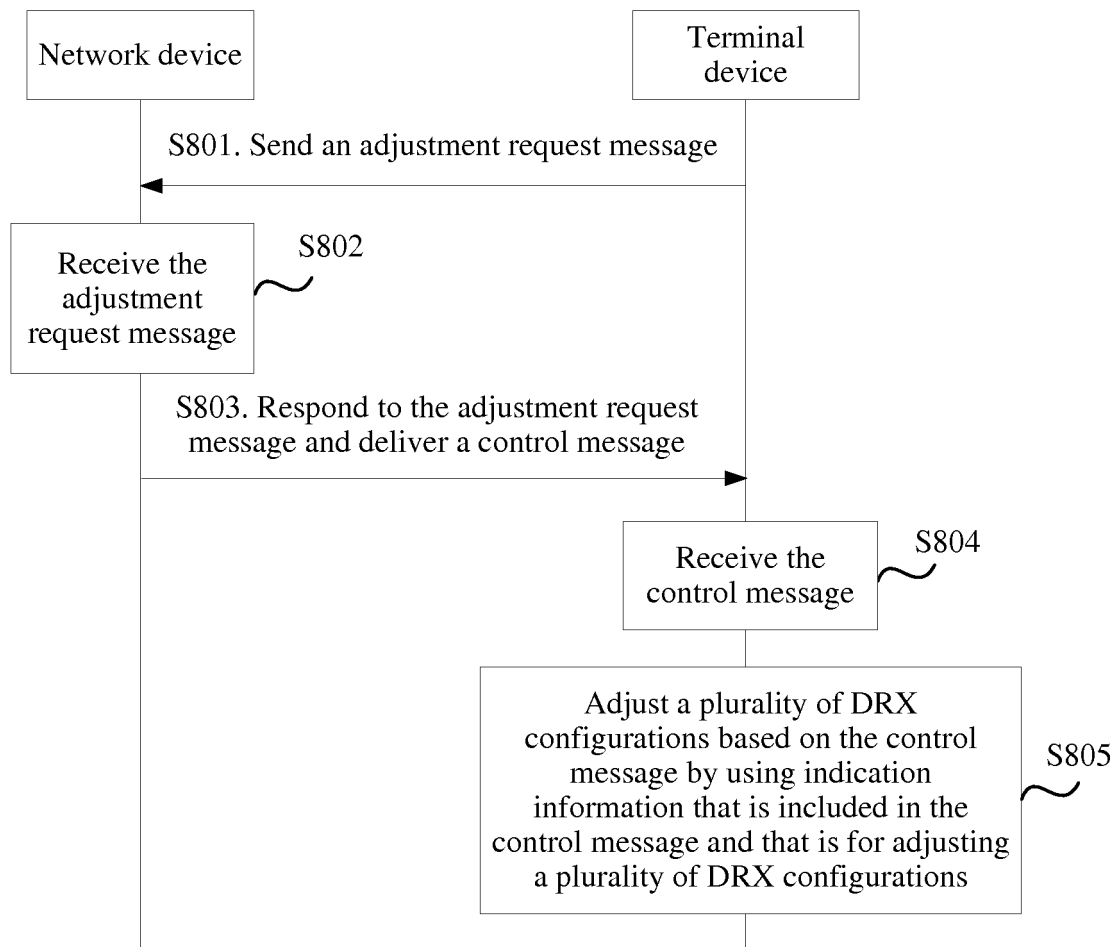 Network device
Terminal
device
S801. Send an adjustment request message
S802
Receive the
adjustment
request message
S803. Respond to the adjustment request
message and deliver a control message
S804
Receive the
control message
Adjust a plurality of DRX
configurations based on the control
message by using indication
information that is included in the
control message and that is for adjusting
a plurality of DRX configurations
S805